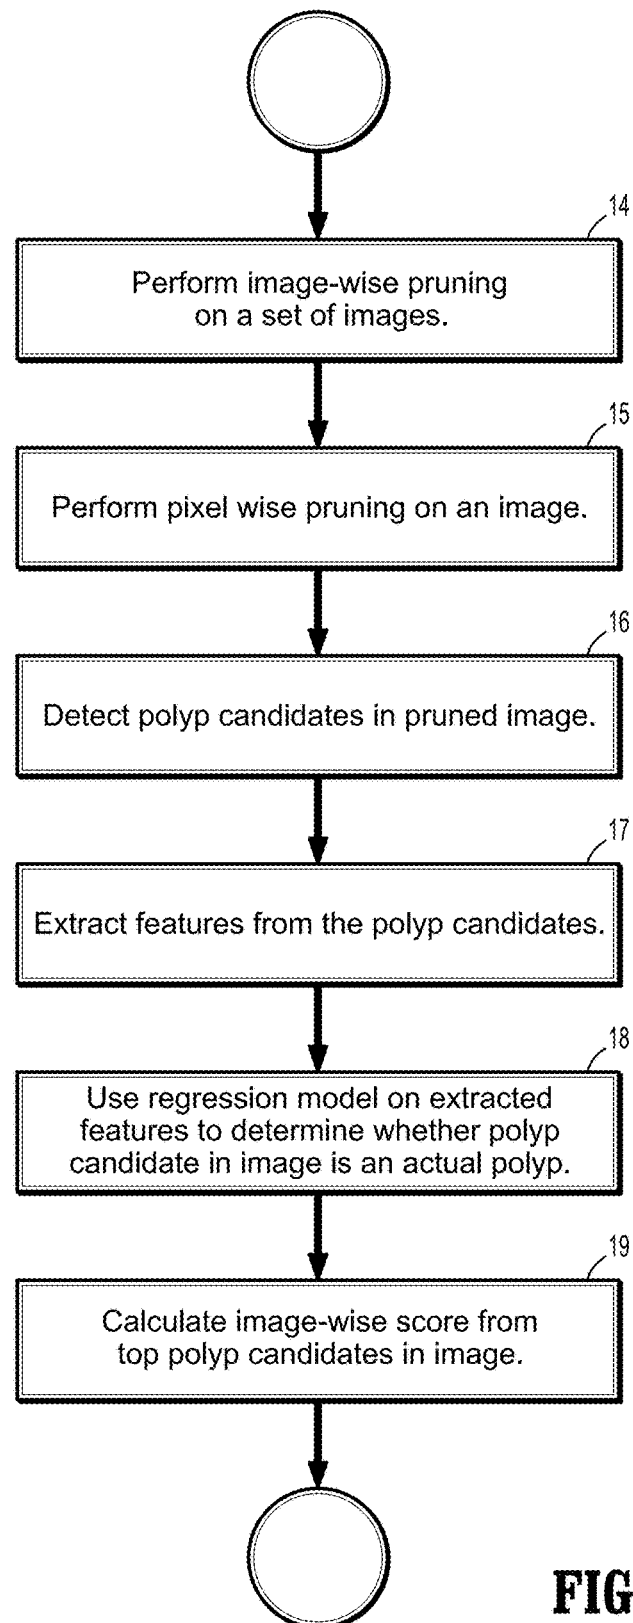 14
Perform image-wise pruning
on a set of images.
15
Perform pixel wise pruning on an image.
16
Detect polyp candidates in pruned image.
17
Extract features from the polyp candidates.
18
Use regression model on extracted
features to determine whether polyp
candidate in image is an actual polyp.
19
Calculate image-wise score from
top polyp candidates in image.
FIG